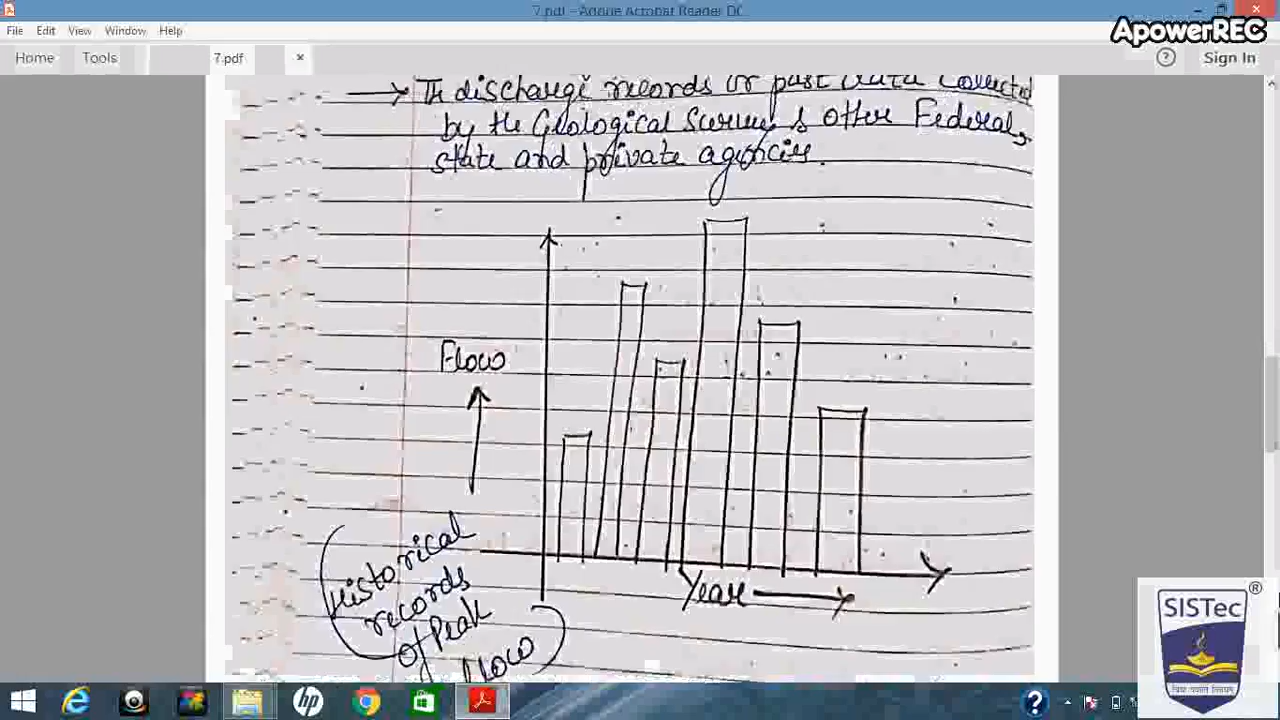 7.pdf - Adobe Acrobat Reader DC
File Edit View Window Help
ApowerREC
Home Tools 7.pdf × ? Sign In
discharge records or past Data Collected
by the Geological Survey & other Federal,
state and private agencies.
Flow
Year
(Historical
records
of Peak
flow)
SISTec ®